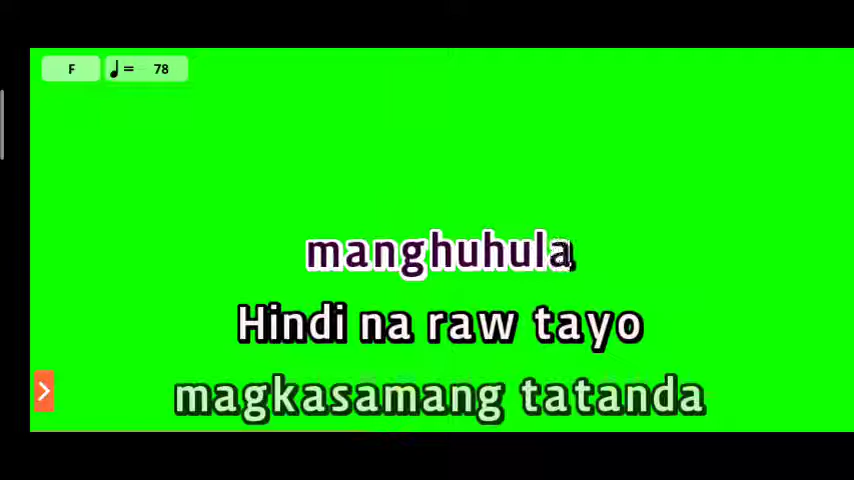 F ♩= 78
manghuhula
Hindi na raw tayo
magkasamang tatanda